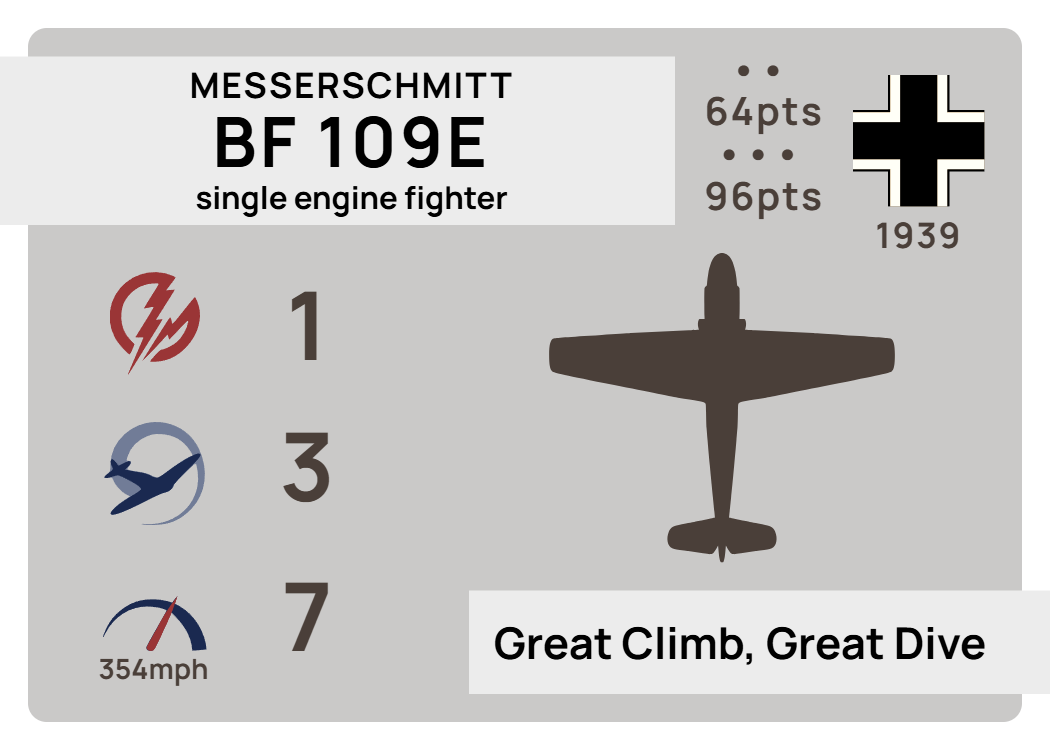 MESSERSCHMITT
BF 109E
single engine fighter
64pts
96pts
1939
1
3
7
354mph
Great Climb, Great Dive